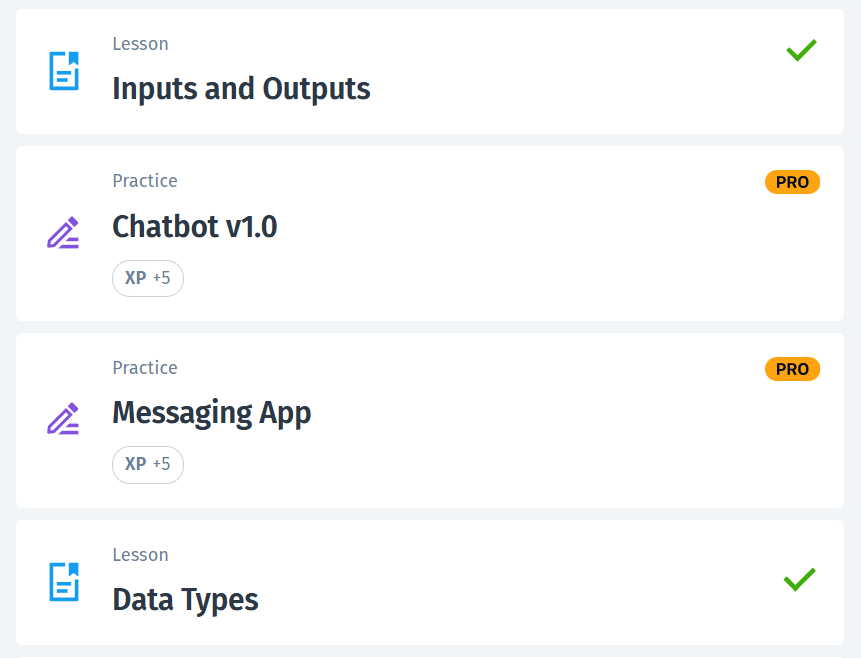 Lesson
Inputs and Outputs
Practice
PRO
Chatbot v1.0
XP +5
Practice
PRO
Messaging App
XP +5
Lesson
Data Types